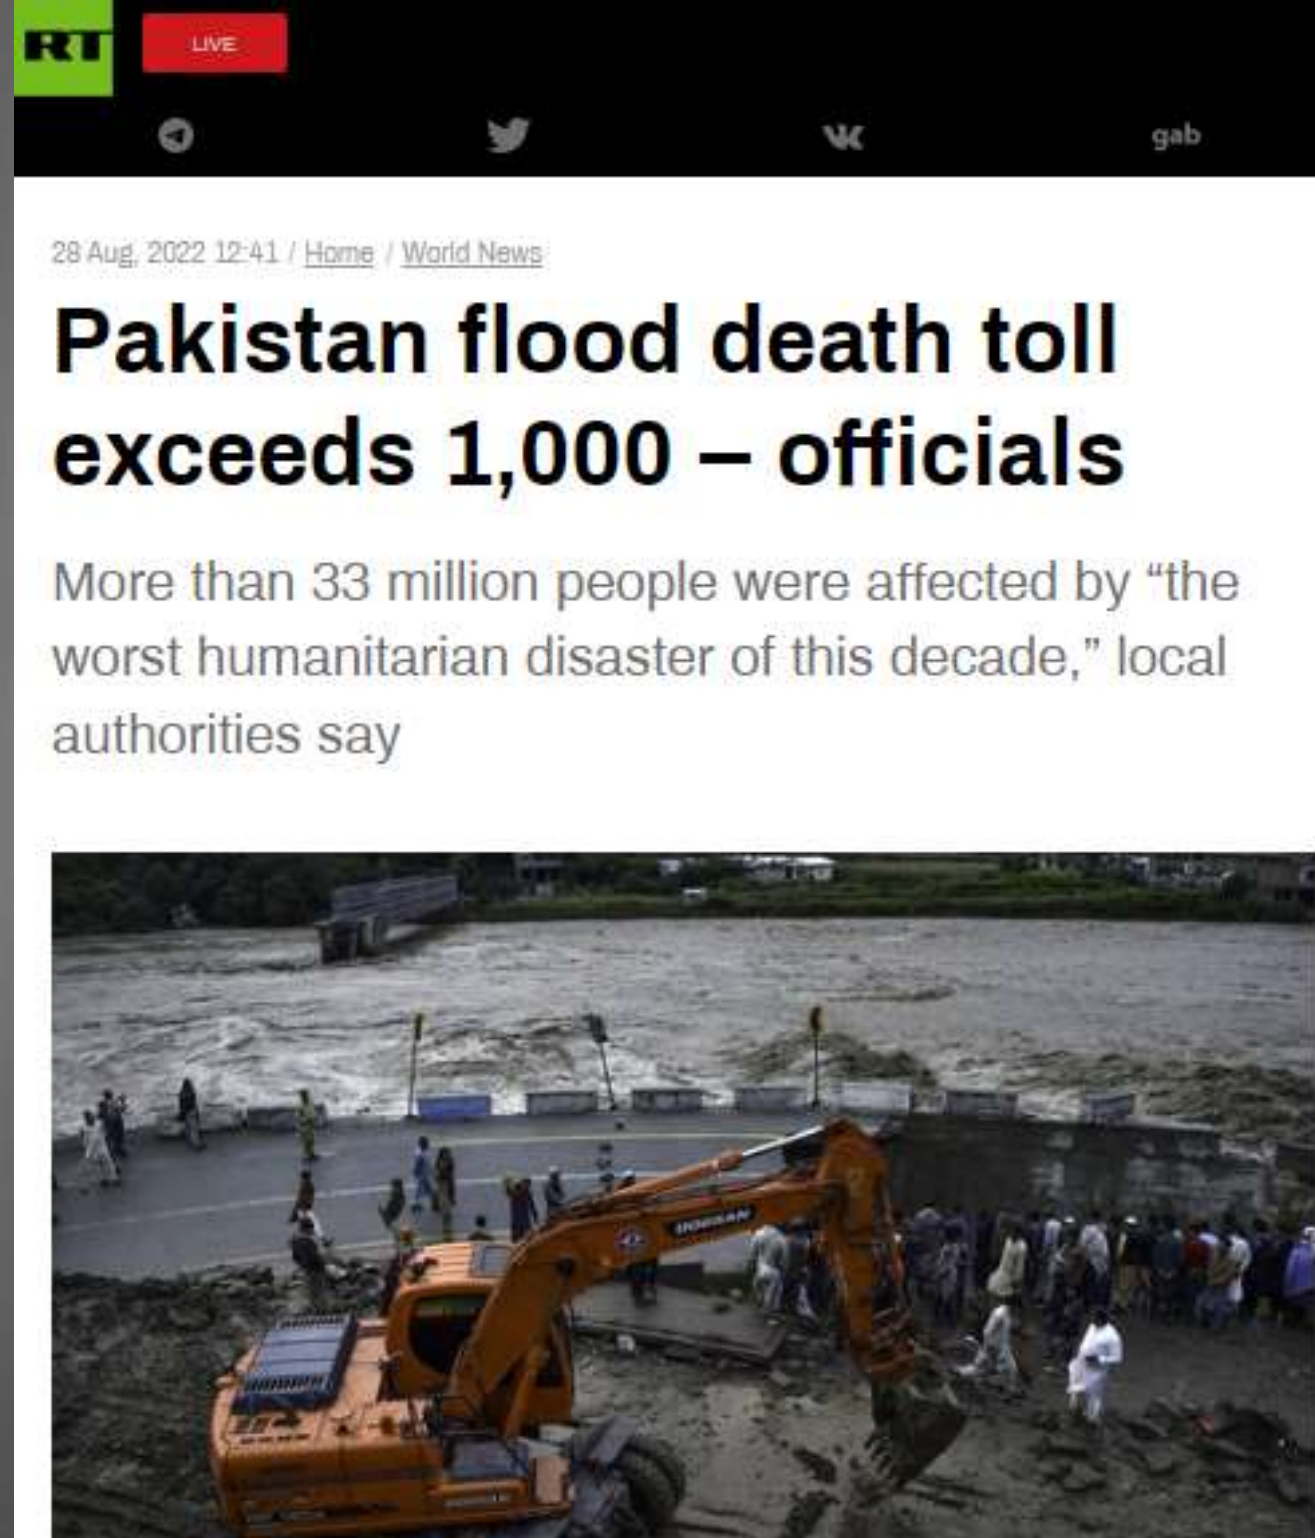 RT
LIVE
gab
28 Aug, 2022 12:41 / Home / World News
Pakistan flood death toll
exceeds 1,000 – officials
More than 33 million people were affected by “the
worst humanitarian disaster of this decade,” local
authorities say
DOOSAN